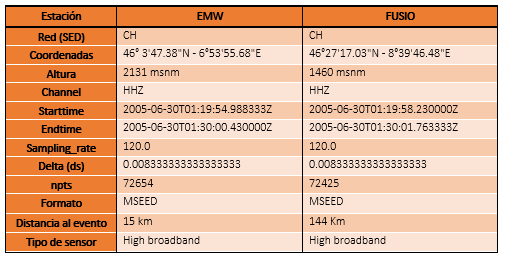 Estación EMW FUSIO
Red (SED) CH CH
Coordenadas 46° 3'47.38"N - 6°53'55.68"E 46°27'17.03"N - 8°39'46.48"E
Altura 2131 msnm 1460 msnm
Channel HHZ HHZ
Starttime 2005-06-30T01:19:54.988333Z 2005-06-30T01:19:58.230000Z
Endtime 2005-06-30T01:30:00.430000Z 2005-06-30T01:30:01.763333Z
Sampling_rate 120.0 120.0
Delta (ds) 0.008333333333333333 0.008333333333333333
npts 72654 72425
Formato MSEED MSEED
Distancia al evento 15 Km 144 Km
Tipo de sensor High broadband High broadband